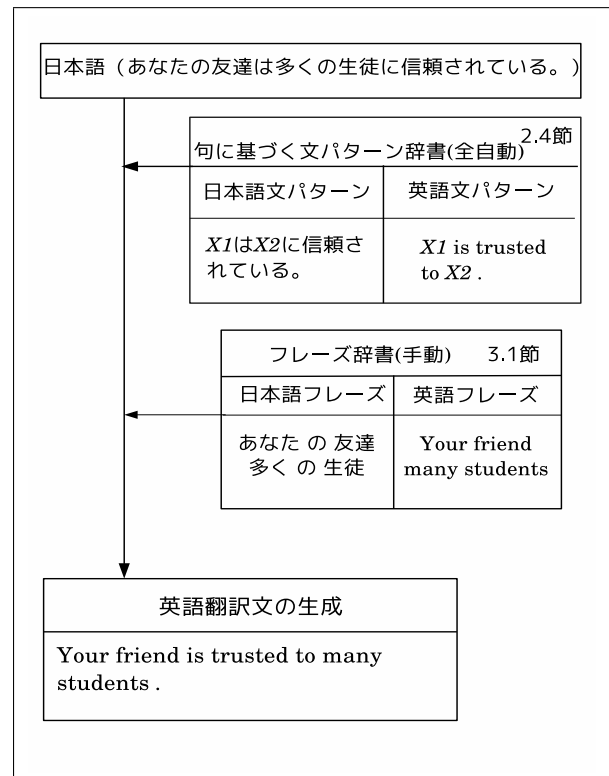 日本語（あなたの友達は多くの生徒に信頼されている。）
2.4節
句に基づく文パターン辞書(全自動)
日本語文パターン
英語文パターン
X1はX2に信頼さ
れている。
X1 is trusted
to X2 .
フレーズ辞書(手動)　3.1節
日本語フレーズ
英語フレーズ
あなた の 友達
多く の 生徒
Your friend
many students
英語翻訳文の生成
Your friend is trusted to many
students .